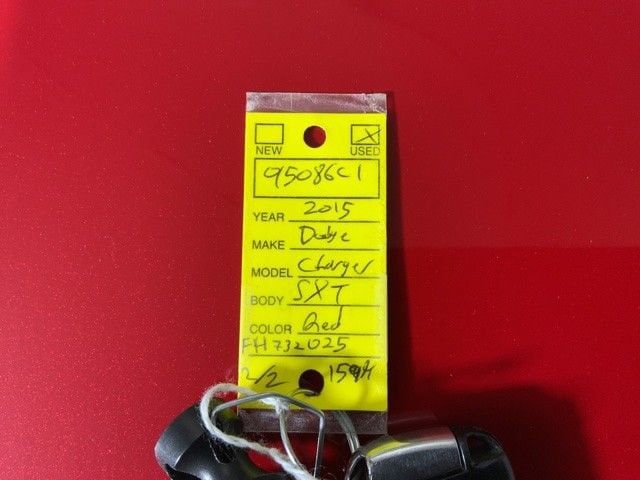 NEW USED
95086C1
YEAR 2015
MAKE Dodge
MODEL Charger
BODY SXT
COLOR Red
FH732025
2/2